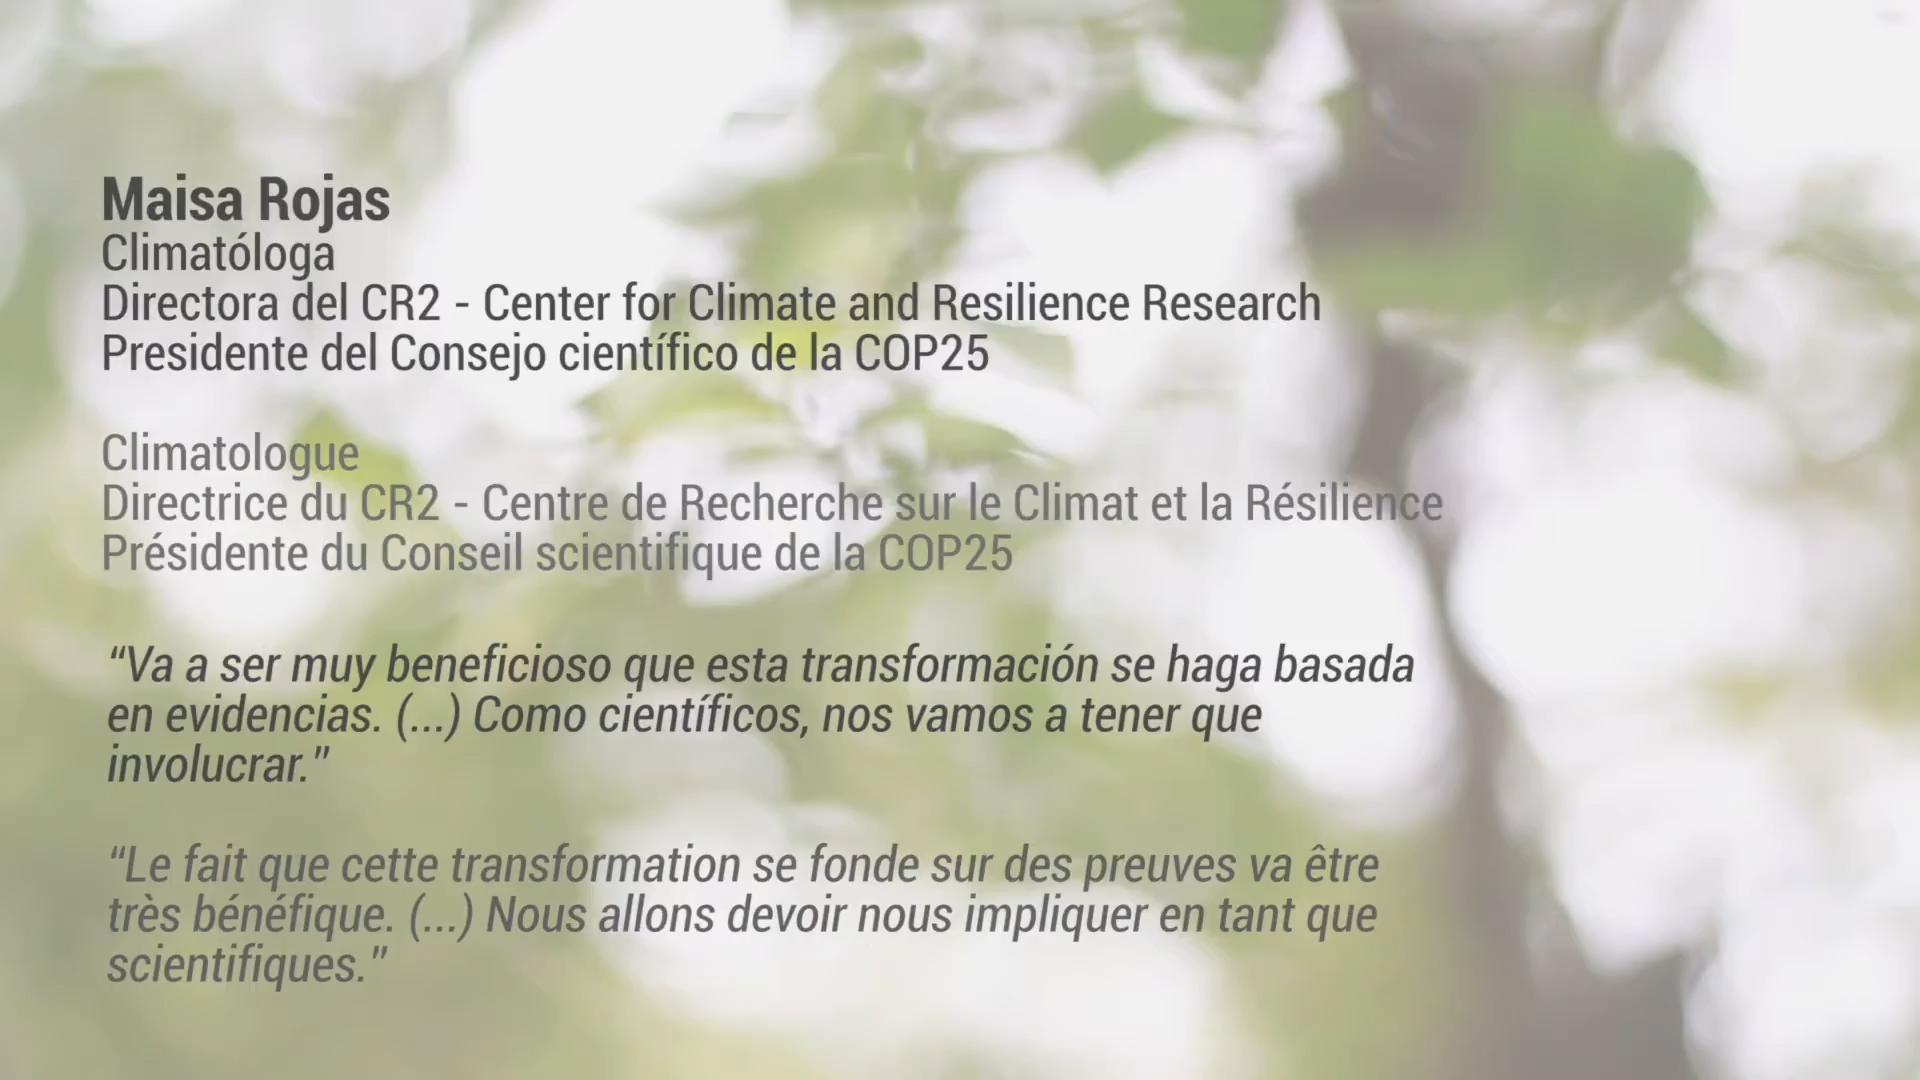 Maisa Rojas
Climatóloga
Directora del CR2 - Center for Climate and Resilience Research
Presidente del Consejo científico de la COP25
Climatologue
Directrice du CR2 - Centre de Recherche sur le Climat et la Résilience
Présidente du Conseil scientifique de la COP25
“Va a ser muy beneficioso que esta transformación se haga basada
en evidencias. (...) Como científicos, nos vamos a tener que
involucrar.”
“Le fait que cette transformation se fonde sur des preuves va être
très bénéfique. (...) Nous allons devoir nous impliquer en tant que
scientifiques.”